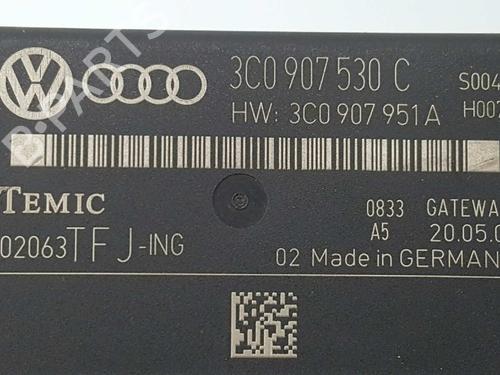 3C0 907 530 C
S004
HW: 3C0 907 951 A
H007
TEMIC
0833 GATEWA
02063TFJ-ING
A5 20.05.0
02 Made in GERMAN
B-PARTS